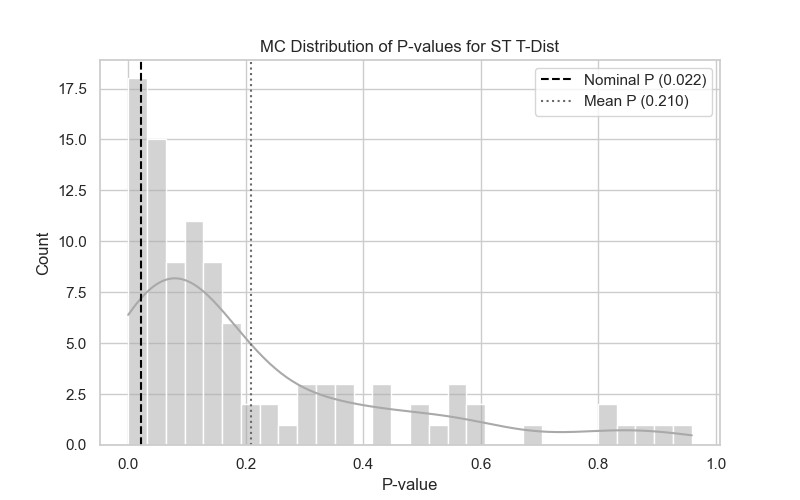 MC Distribution of P-values for ST T-Dist
Nominal P (0.022)
Mean P (0.210)
17.5
15.0
12.5
10.0
7.5
5.0
2.5
0.0
Count
0.0 0.2 0.4 0.6 0.8 1.0
P-value